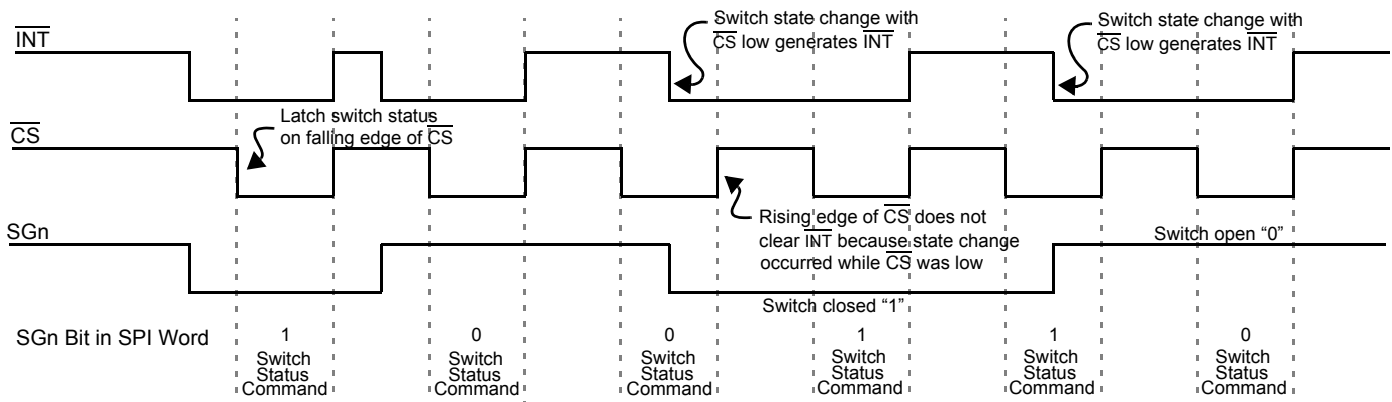 INT
Switch state change with
CS low generates INT
Switch state change with
CS low generates INT
Latch switch status
on falling edge of CS
CS
Rising edge of CS does not
clear INT because state change
occurred while CS was low
SGn
Switch open “0”
Switch closed “1”
SGn Bit in SPI Word
1
Switch
Status
Command
0
Switch
Status
Command
0
Switch
Status
Command
1
Switch
Status
Command
1
Switch
Status
Command
0
Switch
Status
Command